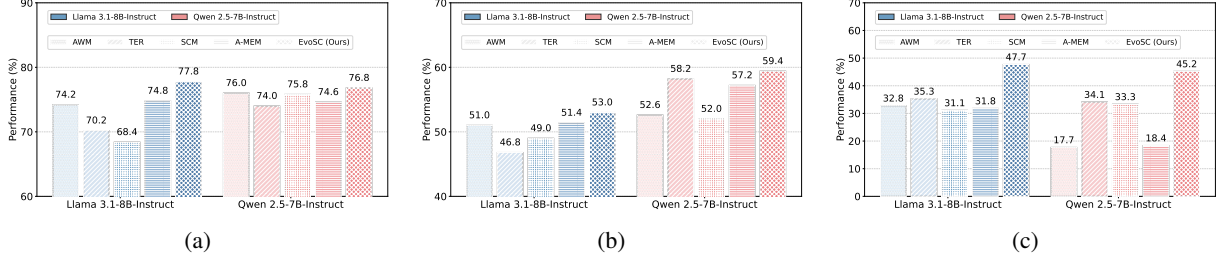 90
80
70
60
Performance (%)
Llama 3.1-8B-Instruct Qwen 2.5-7B-Instruct
AWM TER SCM A-MEM EvoSC (Ours)
74.2 70.2 68.4 74.8 77.8 76.0 74.0 75.8 74.6 76.8
Llama 3.1-8B-Instruct Qwen 2.5-7B-Instruct
(a)
70
60
50
40
Performance (%)
Llama 3.1-8B-Instruct Qwen 2.5-7B-Instruct
AWM TER SCM A-MEM EvoSC (Ours)
51.0 46.8 49.0 51.4 53.0 52.6 58.2 52.0 57.2 59.4
Llama 3.1-8B-Instruct Qwen 2.5-7B-Instruct
(b)
70
60
50
40
30
20
10
0
Performance (%)
Llama 3.1-8B-Instruct Qwen 2.5-7B-Instruct
AWM TER SCM A-MEM EvoSC (Ours)
32.8 35.3 31.1 31.8 47.7 17.7 34.1 33.3 18.4 45.2
Llama 3.1-8B-Instruct Qwen 2.5-7B-Instruct
(c)